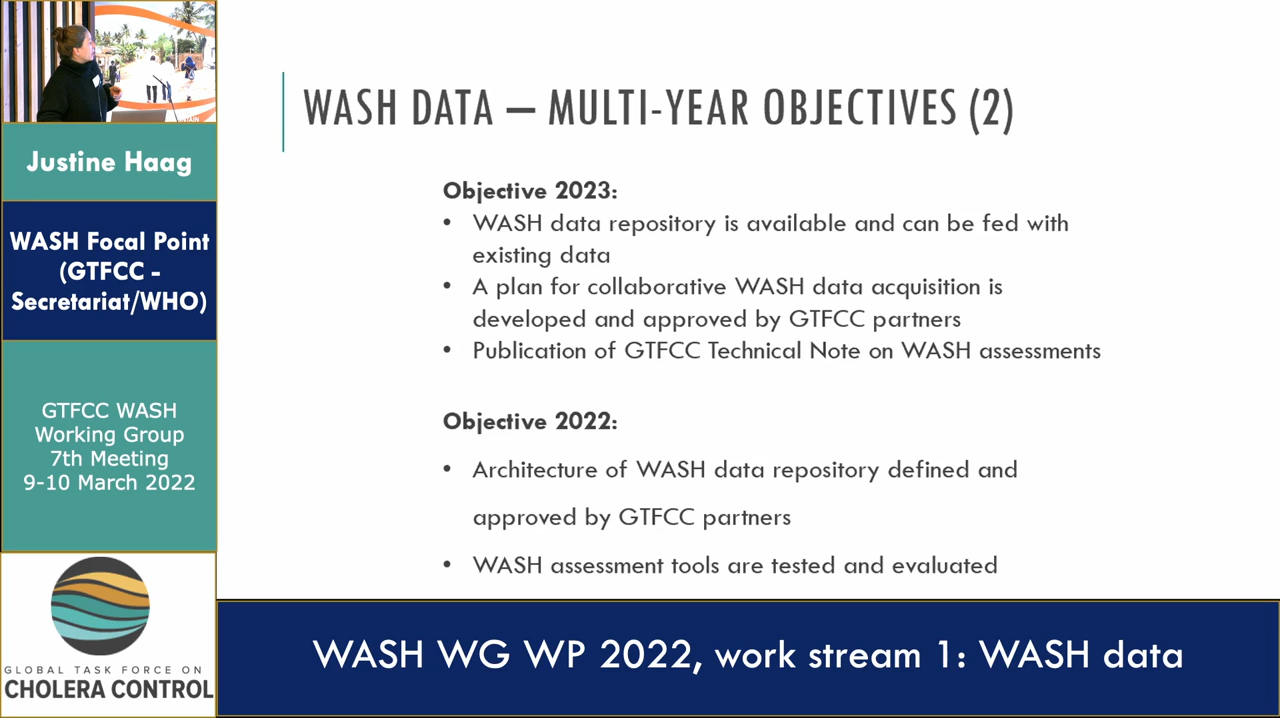 Justine Haag
WASH Focal Point
(GTFCC -
Secretariat/WHO)
GTFCC WASH
Working Group
7th Meeting
9-10 March 2022
GLOBAL TASK FORCE ON
CHOLERA CONTROL
WASH DATA – MULTI-YEAR OBJECTIVES (2)
Objective 2023:
• WASH data repository is available and can be fed with
existing data
• A plan for collaborative WASH data acquisition is
developed and approved by GTFCC partners
• Publication of GTFCC Technical Note on WASH assessments
Objective 2022:
• Architecture of WASH data repository defined and
approved by GTFCC partners
• WASH assessment tools are tested and evaluated
WASH WG WP 2022, work stream 1: WASH data